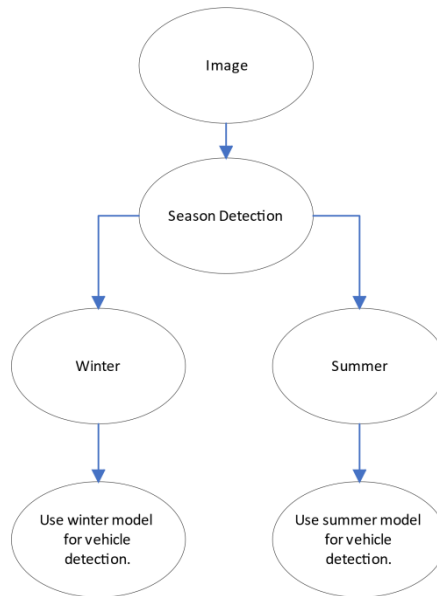 Image
Season Detection
Winter
Summer
Use winter model
for vehicle
detection.
Use summer model
for vehicle
detection.